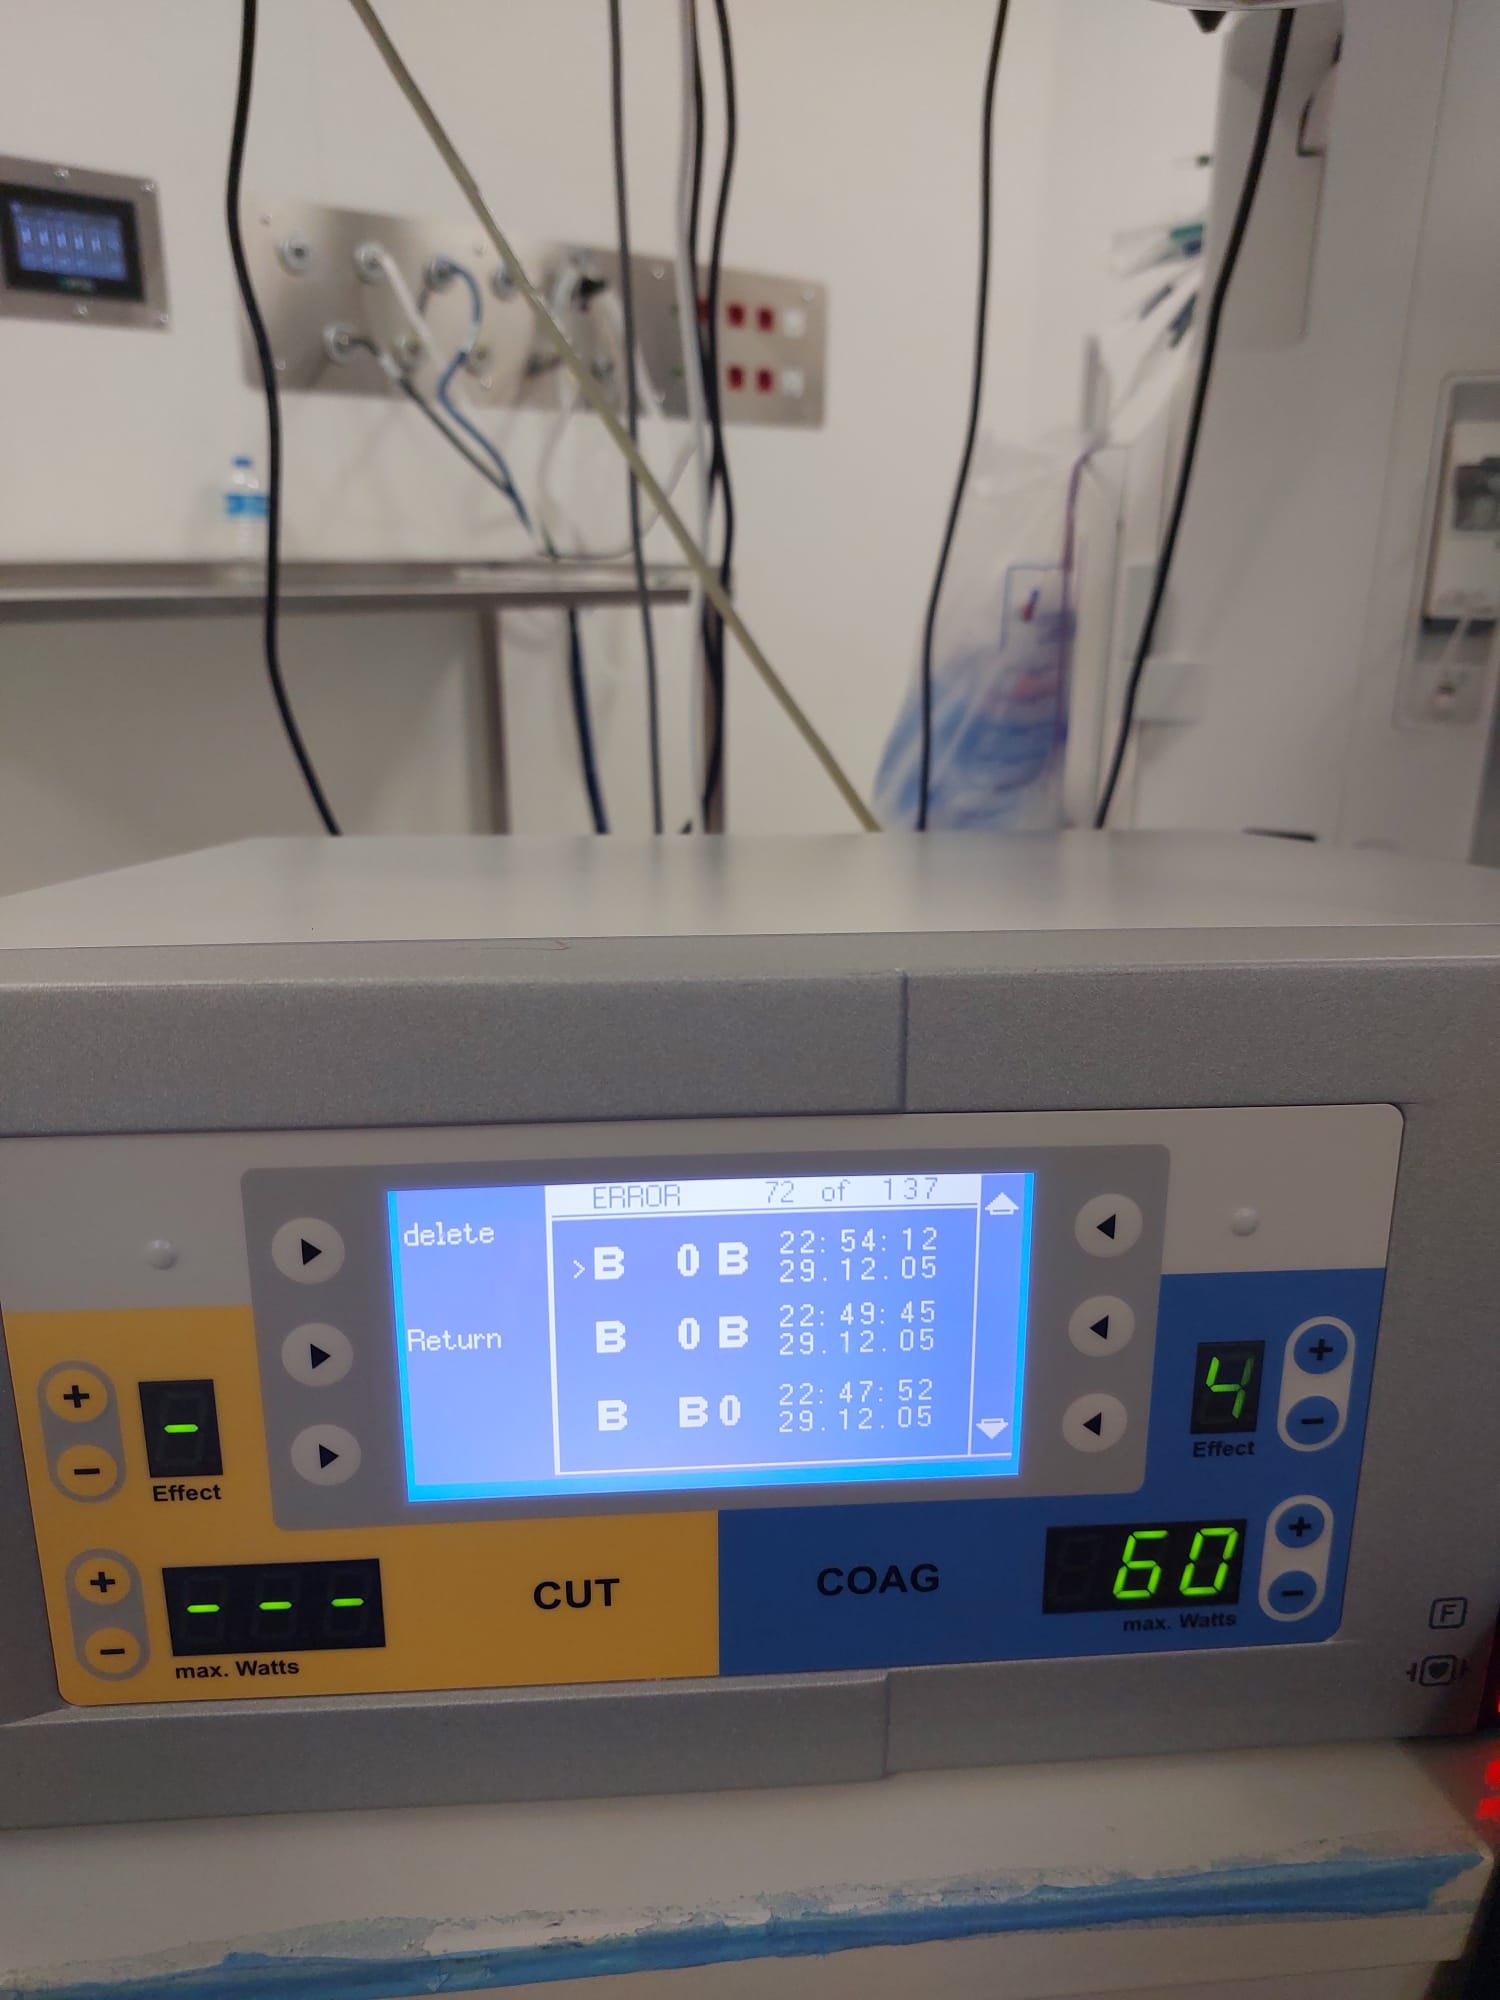 ERROR 72 of 137
delete
>B 0B 22:54:12
29.12.05
Return
B 0B 22:49:45
29.12.05
B B0 22:47:52
29.12.05
+
-
-
Effect
4
+
-
Effect
+
-
---
max. Watts
CUT
COAG
60
+
-
max. Watts
F